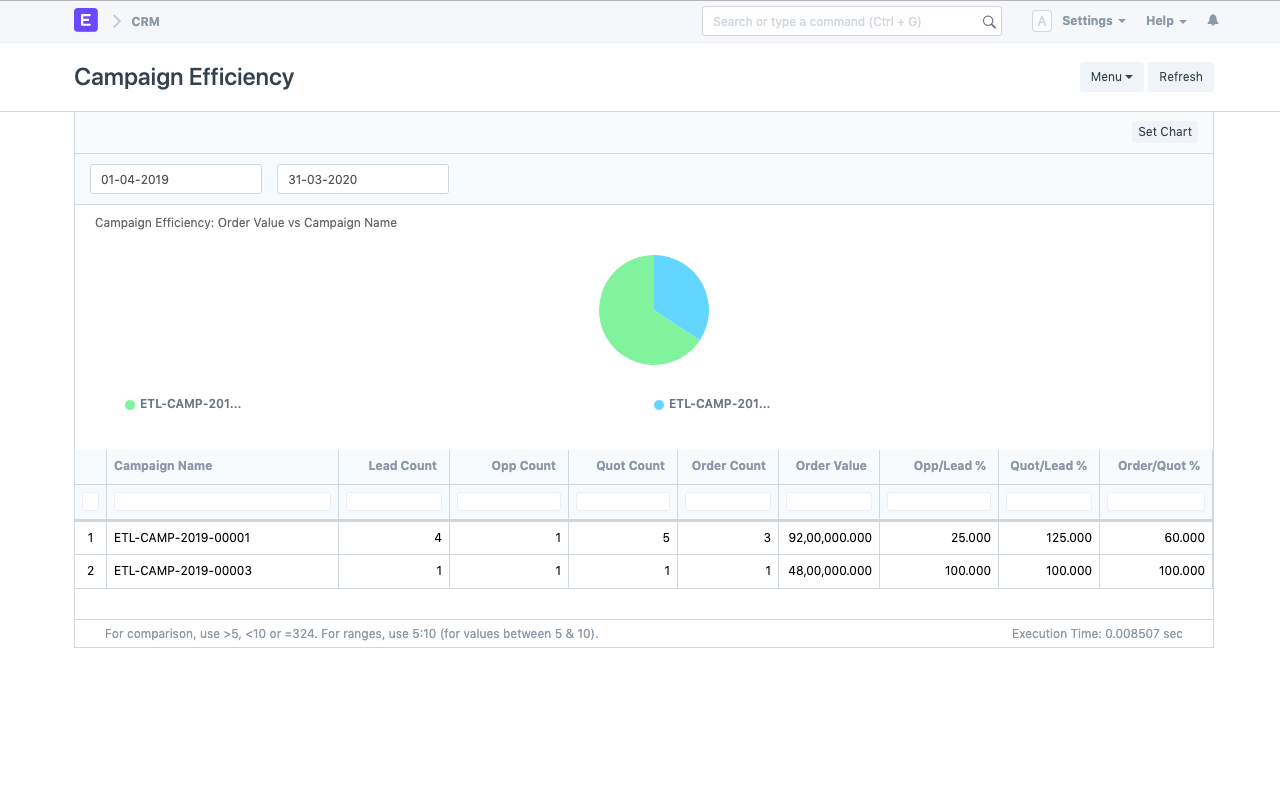 E CRM Search or type a command (Ctrl + G) A Settings Help
Campaign Efficiency Menu Refresh
Set Chart
01-04-2019 31-03-2020
Campaign Efficiency: Order Value vs Campaign Name
ETL-CAMP-201... ETL-CAMP-201...
Campaign Name Lead Count Opp Count Quot Count Order Count Order Value Opp/Lead % Quot/Lead % Order/Quot %
1 ETL-CAMP-2019-00001 4 1 5 3 92,00,000.000 25.000 125.000 60.000
2 ETL-CAMP-2019-00003 1 1 1 1 48,00,000.000 100.000 100.000 100.000
For comparison, use >5, <10 or =324. For ranges, use 5:10 (for values between 5 & 10). Execution Time: 0.008507 sec